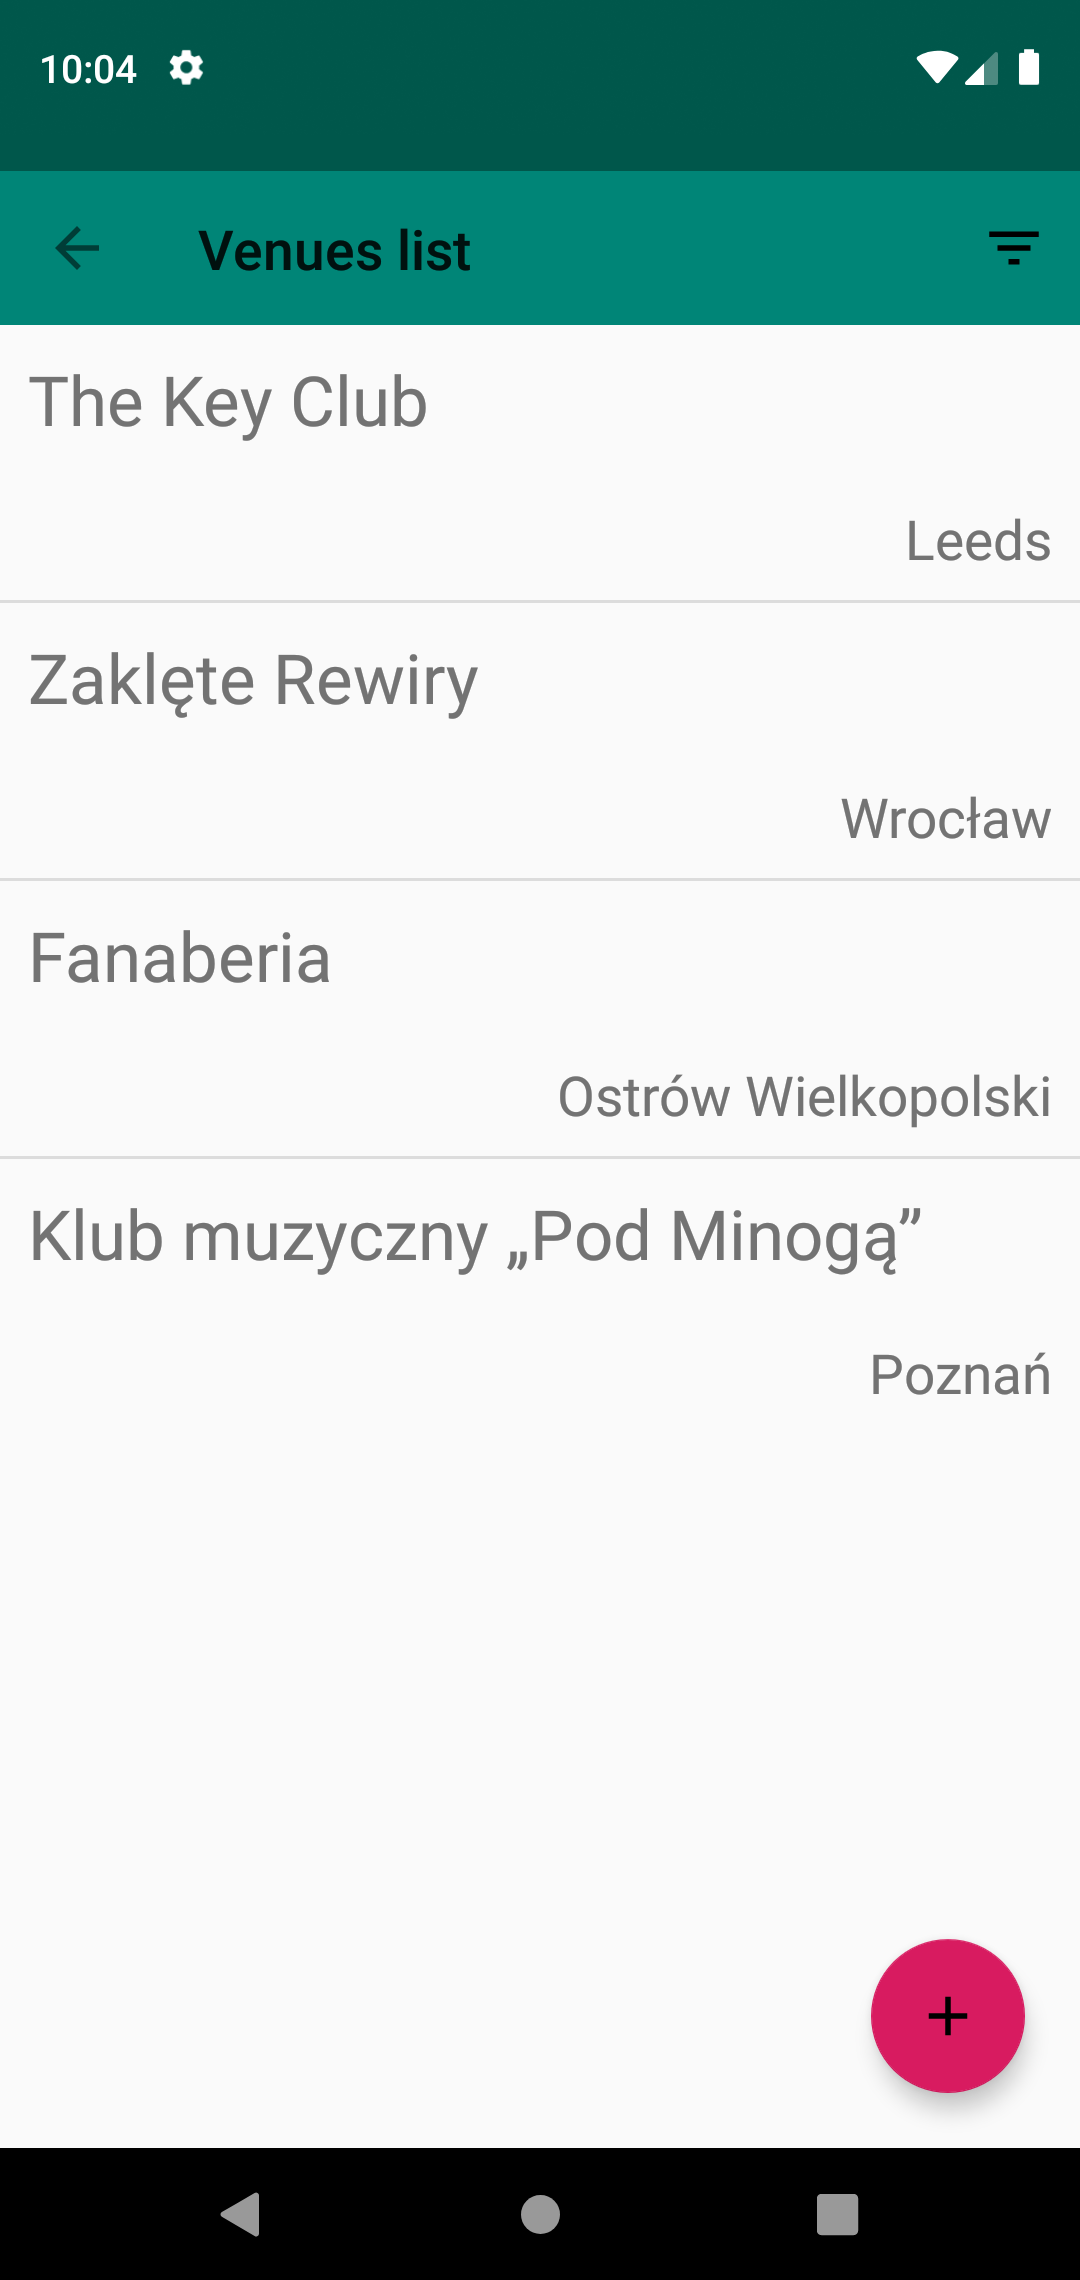 10:04
Venues list
The Key Club
Leeds
Zaklęte Rewiry
Wrocław
Fanaberia
Ostrów Wielkopolski
Klub muzyczny „Pod Minogą”
Poznań